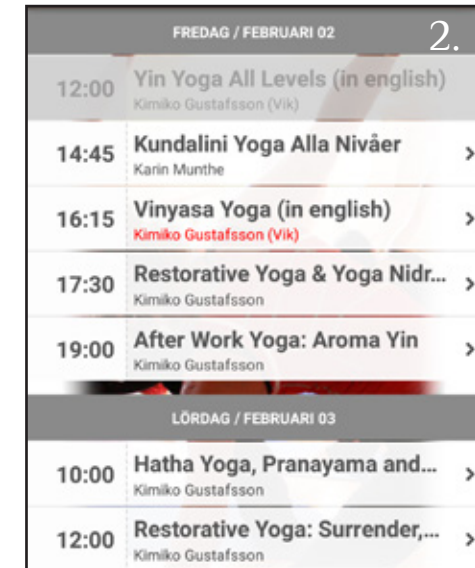 FREDAG / FEBRUARI 02
2.
12:00 Yin Yoga All Levels (in english)
Kimiko Gustafsson (Vik)
14:45 Kundalini Yoga Alla Nivåer
Karin Munthe
16:15 Vinyasa Yoga (in english)
Kimiko Gustafsson (Vik)
17:30 Restorative Yoga & Yoga Nidr...
Kimiko Gustafsson
19:00 After Work Yoga: Aroma Yin
Kimiko Gustafsson
LÖRDAG / FEBRUARI 03
10:00 Hatha Yoga, Pranayama and...
Kimiko Gustafsson
12:00 Restorative Yoga: Surrender,...
Kimiko Gustafsson